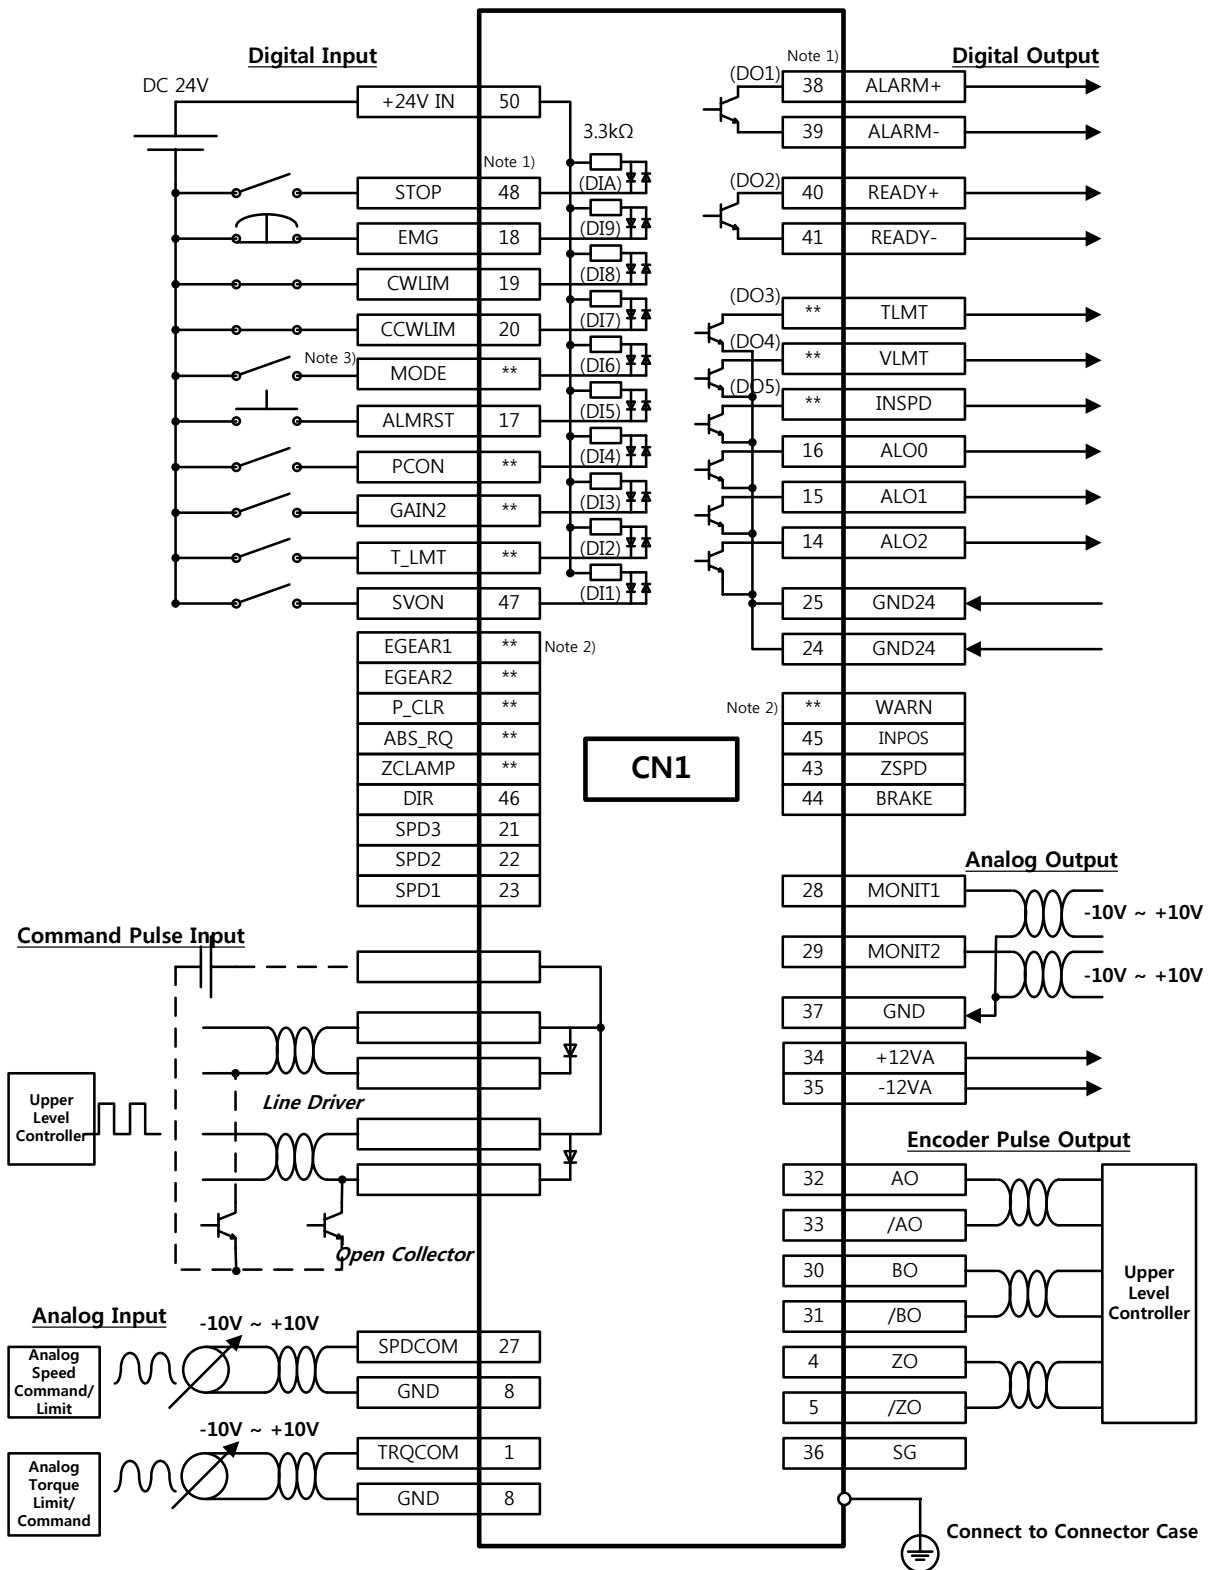 Digital Input
DC 24V
+24V IN 50
3.3kΩ
Note 1)
STOP 48 (DIA)
EMG 18 (DI9)
CWLIM 19 (DI8)
CCWLIM 20 (DI7)
Note 3) MODE ** (DI6)
ALMRST 17 (DI5)
PCON ** (DI4)
GAIN2 ** (DI3)
T_LMT ** (DI2)
SVON 47 (DI1)
EGEAR1 ** Note 2)
EGEAR2 **
P_CLR **
ABS_RQ **
ZCLAMP **
DIR 46
SPD3 21
SPD2 22
SPD1 23
CN1
Note 1) Digital Output
(DO1) 38 ALARM+
39 ALARM-
(DO2) 40 READY+
41 READY-
(DO3) ** TLMT
(DO4) ** VLMT
(DO5) ** INSPD
16 ALO0
15 ALO1
14 ALO2
25 GND24
24 GND24
Note 2) ** WARN
45 INPOS
43 ZSPD
44 BRAKE
Analog Output
28 MONIT1
-10V ~ +10V
29 MONIT2
-10V ~ +10V
37 GND
34 +12VA
35 -12VA
Command Pulse Input
Upper
Level
Controller
Line Driver
Open Collector
Encoder Pulse Output
32 AO
33 /AO
30 BO
31 /BO
4 ZO
5 /ZO
36 SG
Upper
Level
Controller
Analog Input
-10V ~ +10V
Analog
Speed
Command/
Limit
SPDCOM 27
GND 8
-10V ~ +10V
Analog
Torque
Limit/
Command
TRQCOM 1
GND 8
Connect to Connector Case